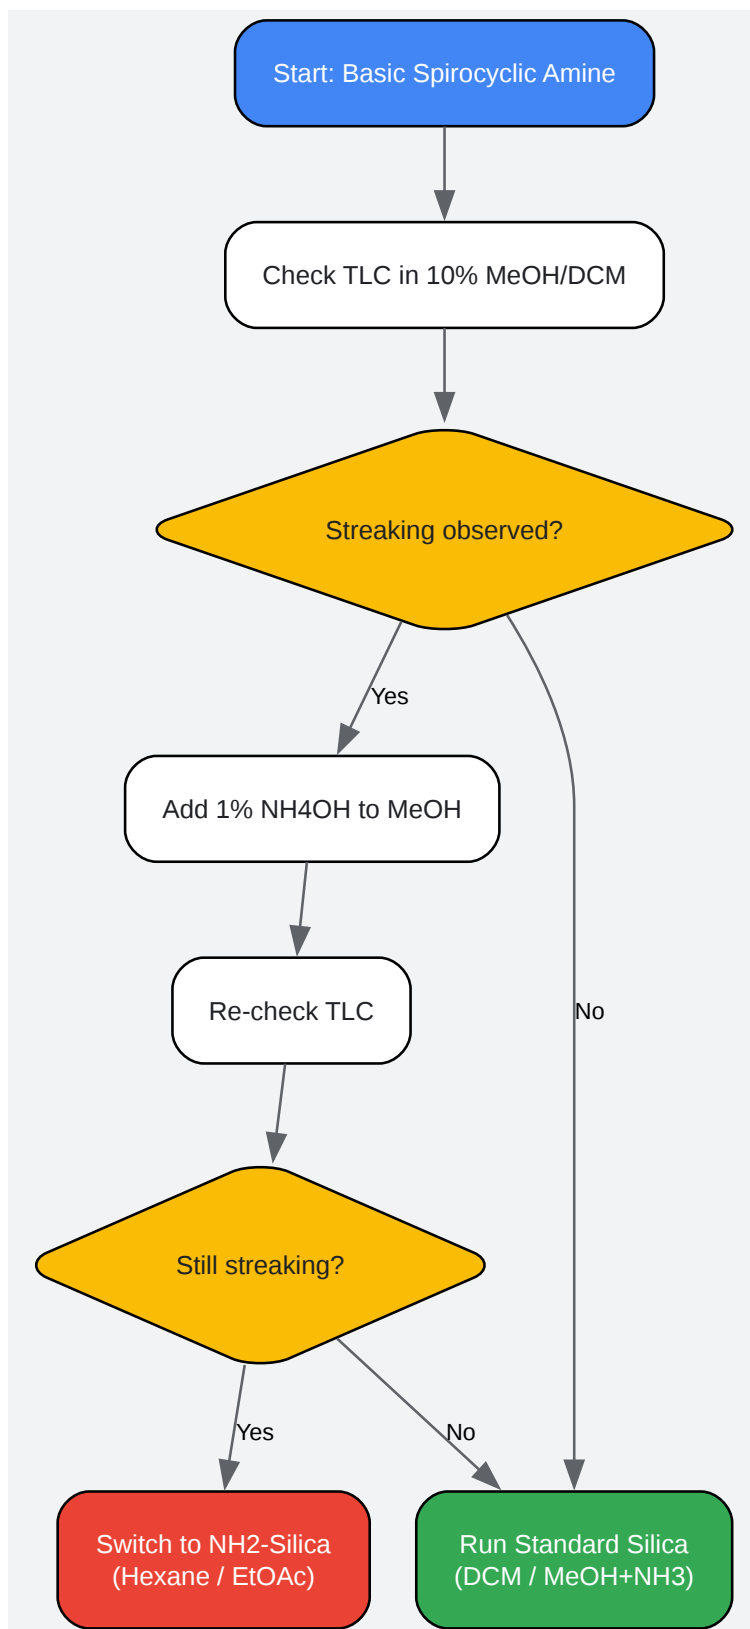 Start: Basic Spirocyclic Amine
Check TLC in 10% MeOH/DCM
Streaking observed?
Yes
Add 1% NH4OH to MeOH
Re-check TLC
No
Still streaking?
Yes
No
Switch to NH2-Silica
(Hexane / EtOAc)
Run Standard Silica
(DCM / MeOH+NH3)